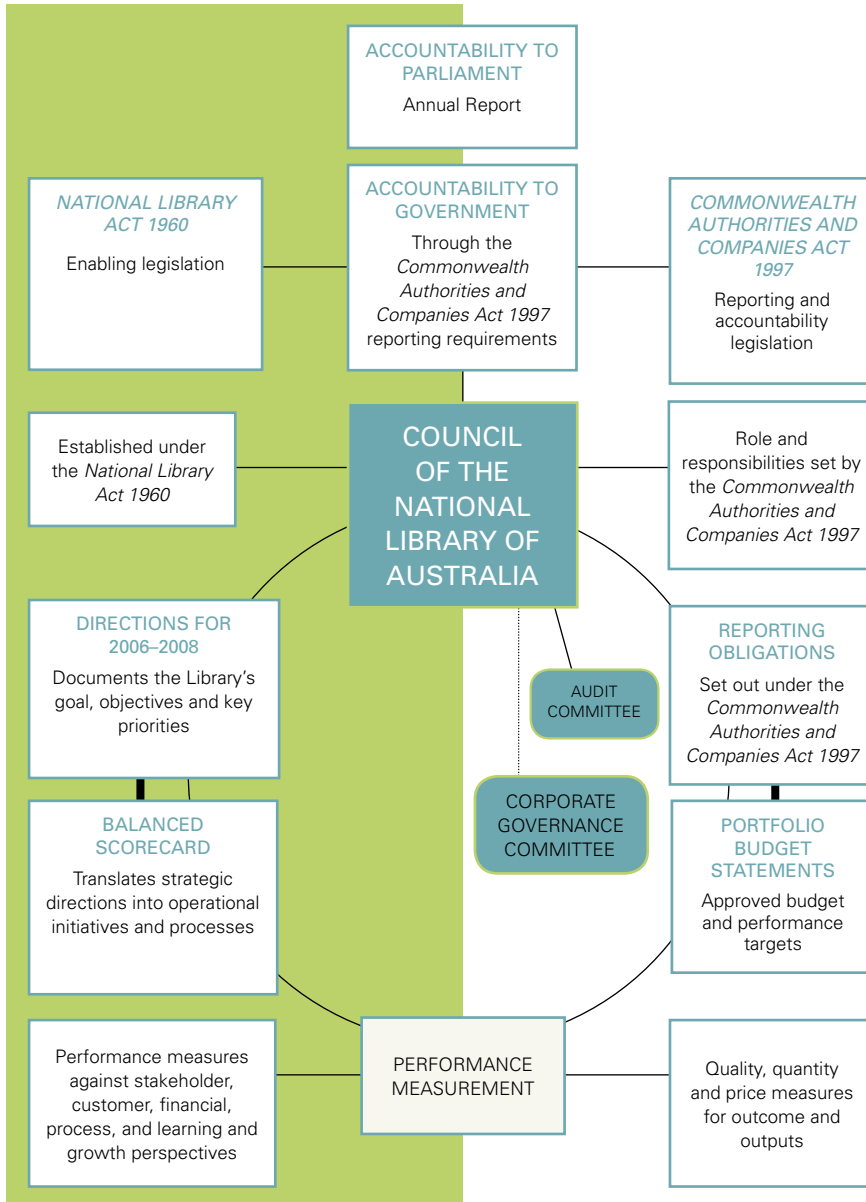 ACCOUNTABILITY TO
PARLIAMENT
Annual Report
NATIONAL LIBRARY
ACT 1960
Enabling legislation
ACCOUNTABILITY TO
GOVERNMENT
Through the
Commonwealth
Authorities and
Companies Act 1997
reporting requirements
COMMONWEALTH
AUTHORITIES AND
COMPANIES ACT
1997
Reporting and
accountability
legislation
Established under
the National Library
Act 1960
COUNCIL
OF THE
NATIONAL
LIBRARY OF
AUSTRALIA
Role and
responsibilities set by
the Commonwealth
Authorities and
Companies Act 1997
DIRECTIONS FOR
2006–2008
Documents the Library’s
goal, objectives and key
priorities
AUDIT
COMMITTEE
REPORTING
OBLIGATIONS
Set out under the
Commonwealth
Authorities and
Companies Act 1997
BALANCED
SCORECARD
Translates strategic
directions into operational
initiatives and processes
CORPORATE
GOVERNANCE
COMMITTEE
PORTFOLIO
BUDGET
STATEMENTS
Approved budget
and performance
targets
Performance measures
against stakeholder,
customer, financial,
process, and learning and
growth perspectives
PERFORMANCE
MEASUREMENT
Quality, quantity
and price measures
for outcome and
outputs